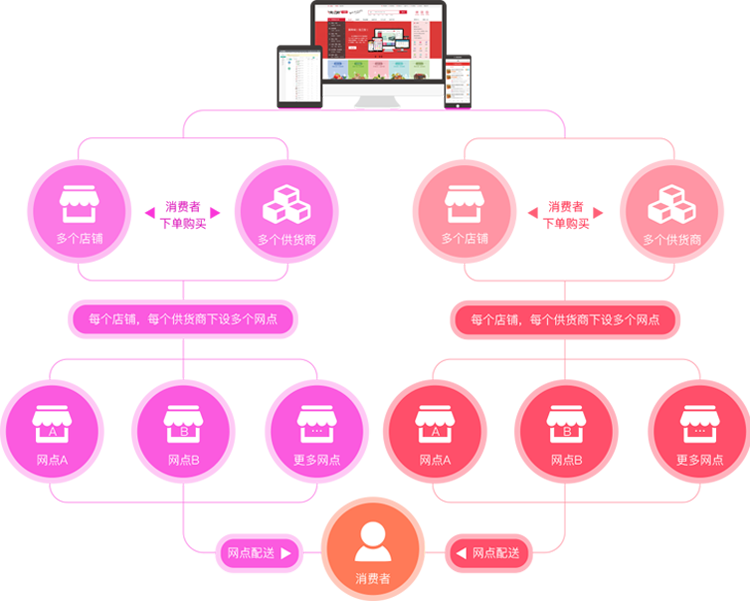 消费者
下单购买
多个店铺
多个供货商
消费者
下单购买
多个店铺
多个供货商
每个店铺，每个供货商下设多个网点
每个店铺，每个供货商下设多个网点
A
B
...
A
B
...
网点A
网点B
更多网点
网点A
网点B
更多网点
网点配送
网点配送
消费者